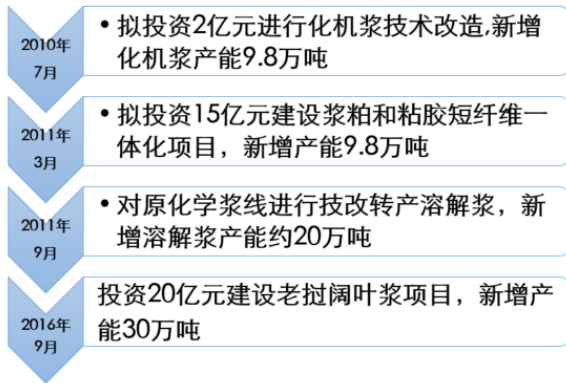 2010年
7月
• 拟投资2亿元进行化机浆技术改造,新增
化机浆产能9.8万吨
2011年
3月
• 拟投资15亿元建设浆粕和粘胶短纤维一
体化项目，新增产能9.8万吨
2011年
9月
• 对原化学浆线进行技改转产溶解浆，新
增溶解浆产能约20万吨
2016年
9月
投资20亿元建设老挝阔叶浆项目，新增产
能30万吨